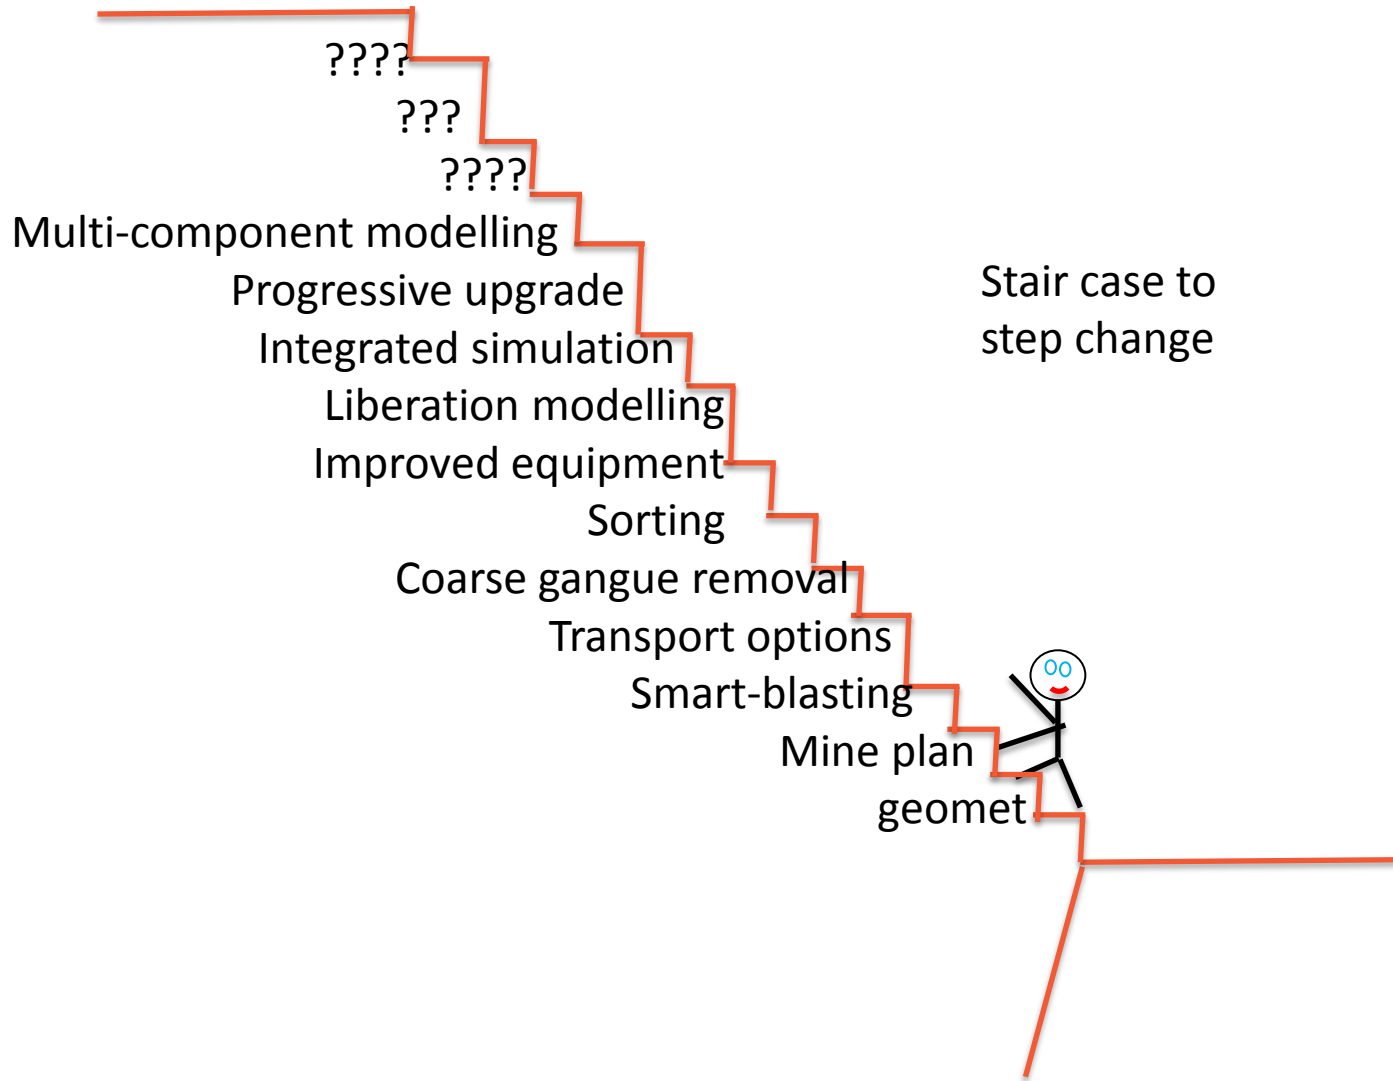 ????
???
????
Multi-component modelling
Progressive upgrade
Integrated simulation
Liberation modelling
Improved equipment
Sorting
Coarse gangue removal
Transport options
Smart-blasting
Mine plan
geomet
Stair case to
step change